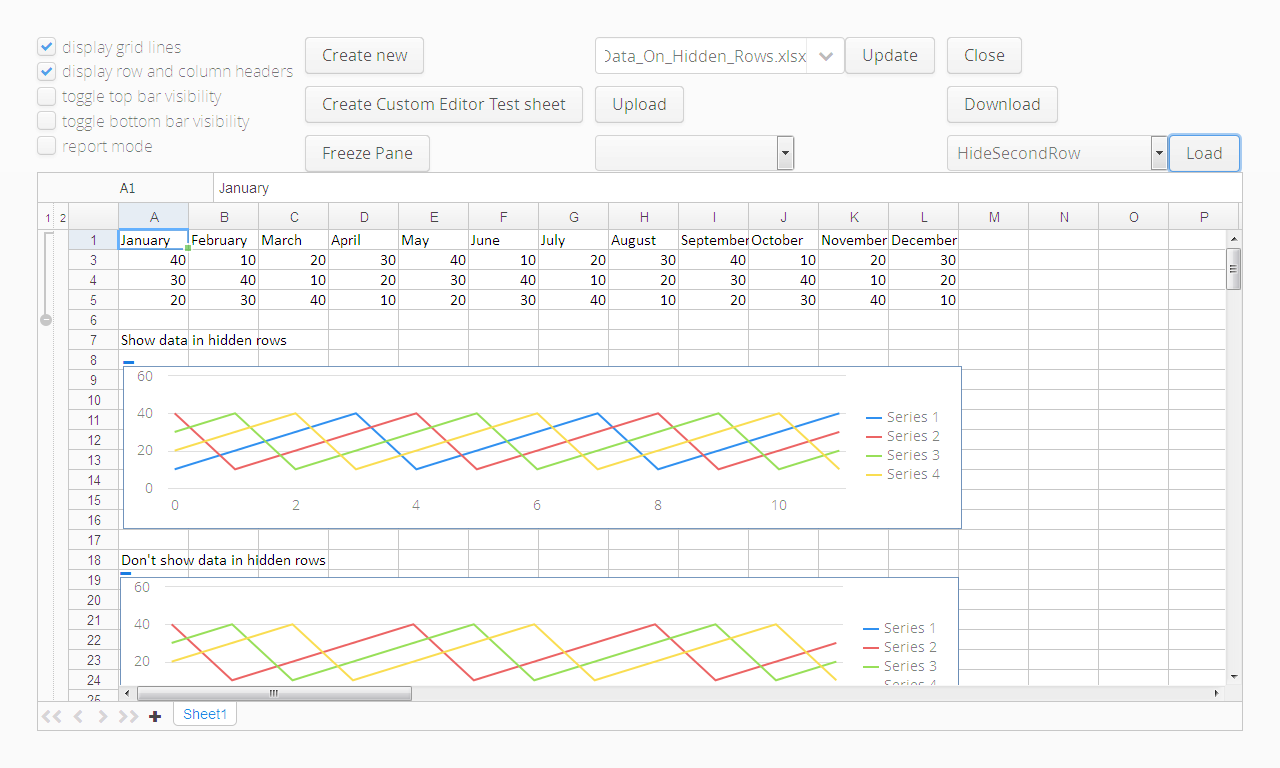 display grid lines
display row and column headers
toggle top bar visibility
toggle bottom bar visibility
report mode
Create new
Data_On_Hidden_Rows.xlsx
Update
Close
Create Custom Editor Test sheet
Upload
Download
Freeze Pane
HideSecondRow
Load
A1 January
1 2 A B C D E F G H I J K L M N O P
1 January February March April May June July August September October November December
3 40 10 20 30 40 10 20 30 40 10 20 30
4 30 40 10 20 30 40 10 20 30 40 10 20
5 20 30 40 10 20 30 40 10 20 30 40 10
6
7 Show data in hidden rows
8
9
10
11
12
13
14
15
16
17
60
40
20
0
0 2 4 6 8 10
Series 1
Series 2
Series 3
Series 4
18 Don't show data in hidden rows
19
20
21
22
23
24
25
60
40
20
Series 1
Series 2
Series 3
Series 4
Sheet1